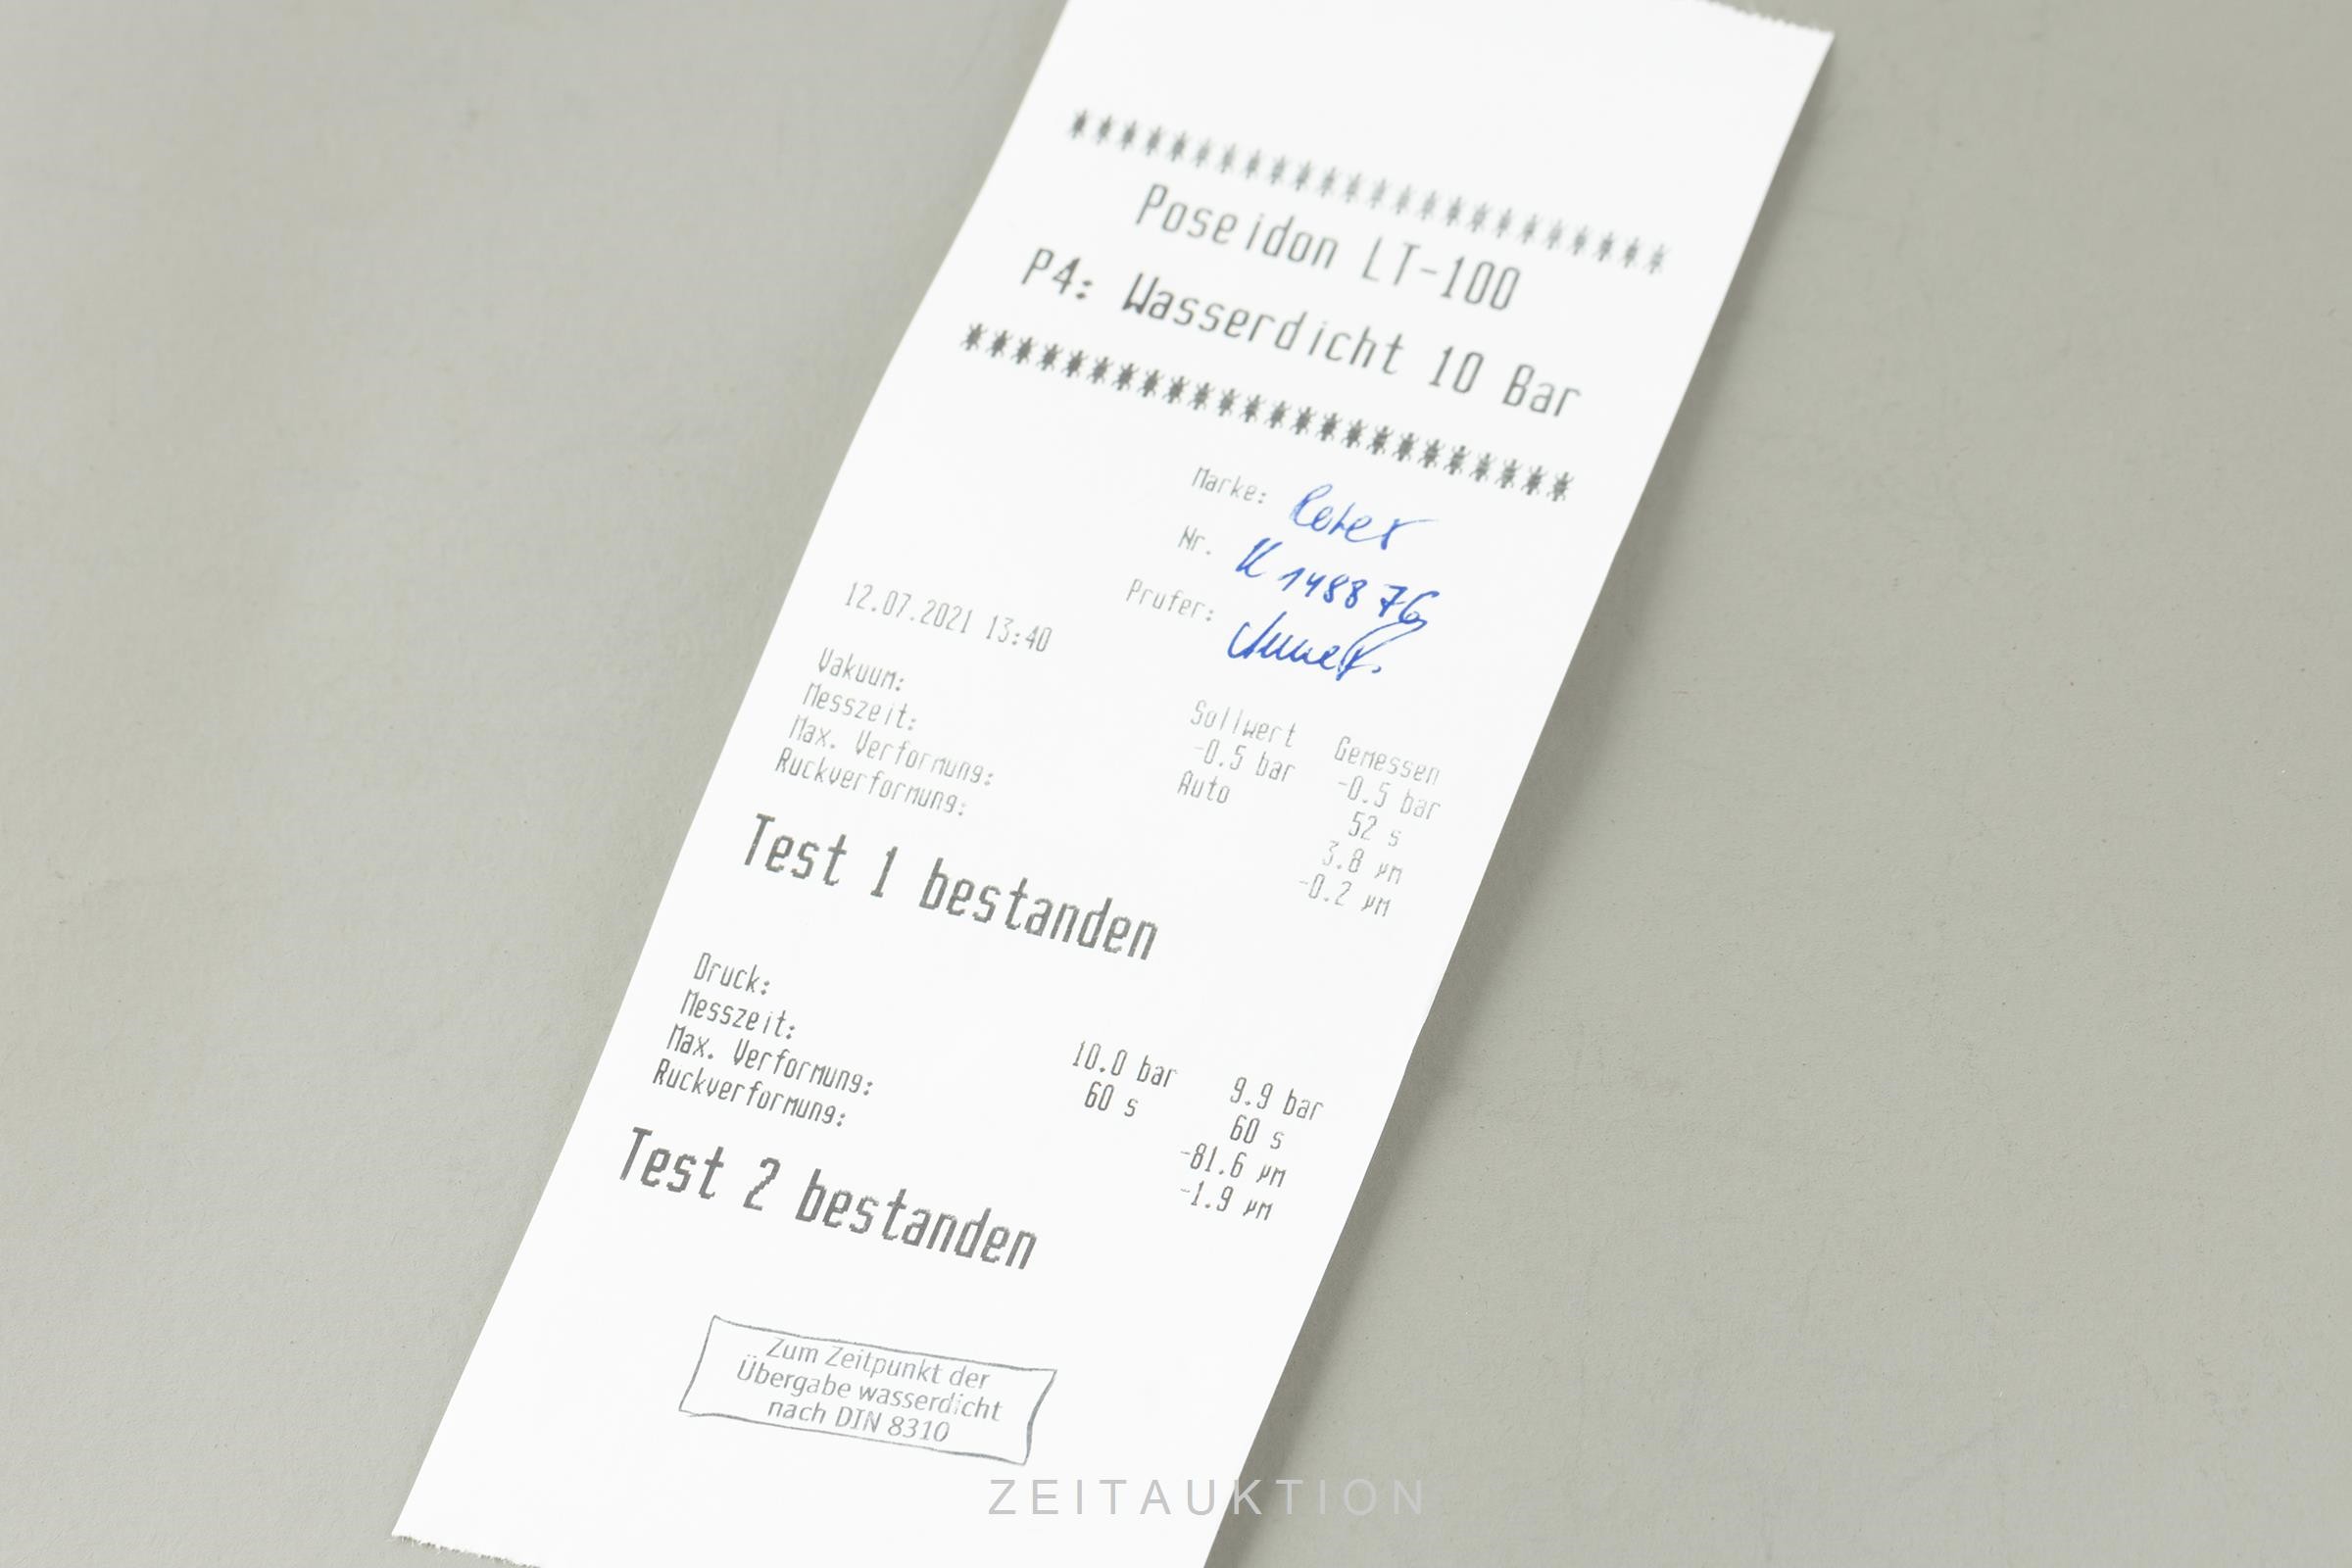 ************************
Poseidon LT-100
P4: Wasserdicht 10 Bar
************************
Marke: Rolex
Nr. K 148876
Prufer:
12.07.2021 13:40
Sollwert Gemessen
Vakuum: -0.5 bar -0.5 bar
Messzeit: Auto 52 s
Max. Verformung: 3.8 µm
Ruckverformung: -0.2 µm
Test 1 bestanden
Druck: 10.0 bar 9.9 bar
Messzeit: 60 s 60 s
Max. Verformung: -81.6 µm
Ruckverformung: -1.9 µm
Test 2 bestanden
Zum Zeitpunkt der
Übergabe wasserdicht
nach DIN 8310
ZEITAUKTION